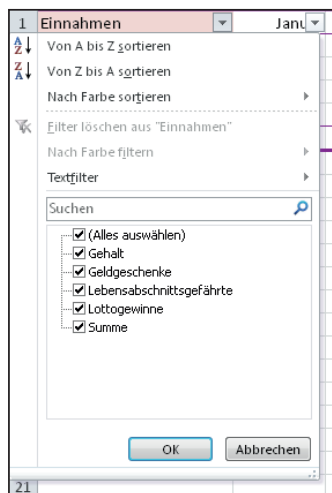 1 Einnahmen Janu
Von A bis Z sortieren
Von Z bis A sortieren
Nach Farbe sortieren
Filter löschen aus "Einnahmen"
Nach Farbe filtern
Textfilter
Suchen
(Alles auswählen)
Gehalt
Geldgeschenke
Lebensabschnittsgefährte
Lottogewinne
Summe
OK Abbrechen
21